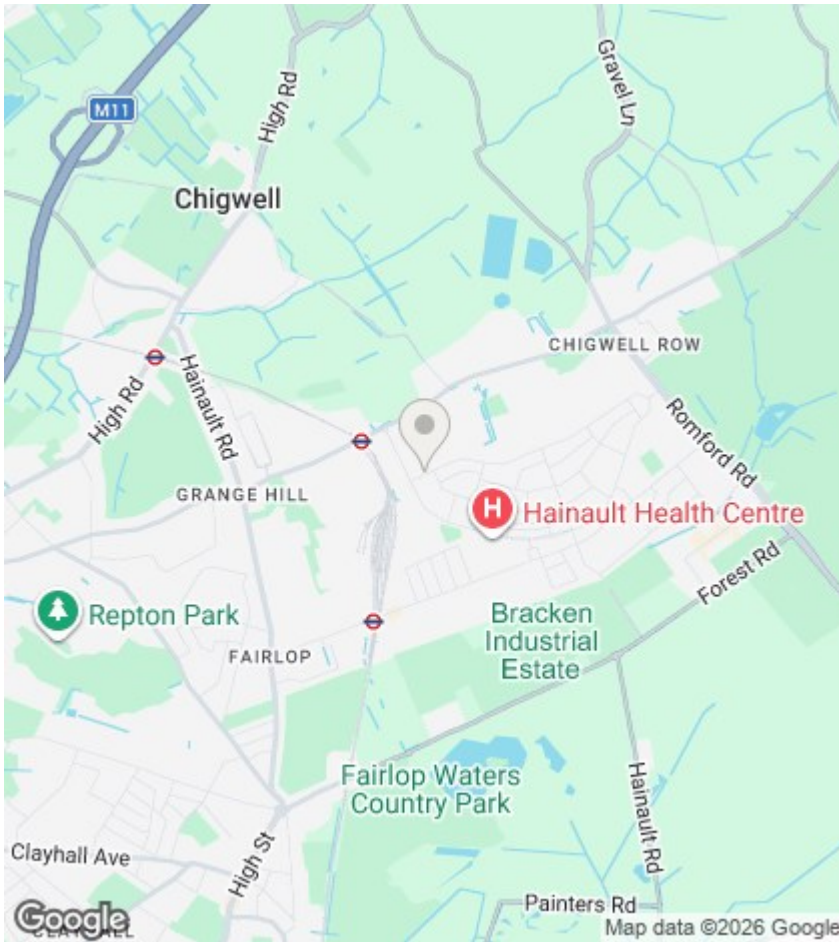 M11
High Rd
Gravel Ln
Chigwell
CHIGWELL ROW
High Rd
Hainault Rd
Romford Rd
GRANGE HILL
H
Hainault Health Centre
Forest Rd
Repton Park
Bracken
Industrial
Estate
FAIRLOP
Fairlop Waters
Country Park
Hainault Rd
Clayhall Ave
High St
Painters Rd
Google
CLAYHALL
Map data ©2026 Google